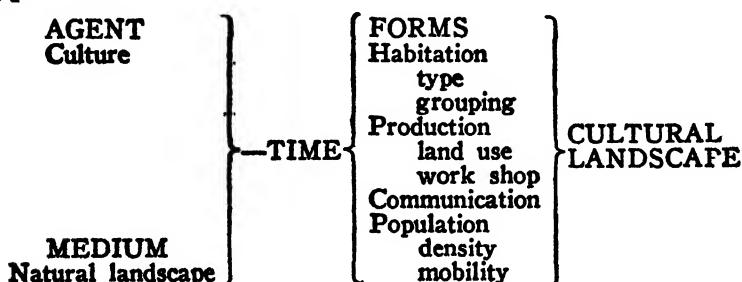 AGENT
Culture
MEDIUM
Natural landscape
—TIME
FORMS
Habitation
type
grouping
Production
land use
work shop
Communication
Population
density
mobility
CULTURAL
LANDSCAPE